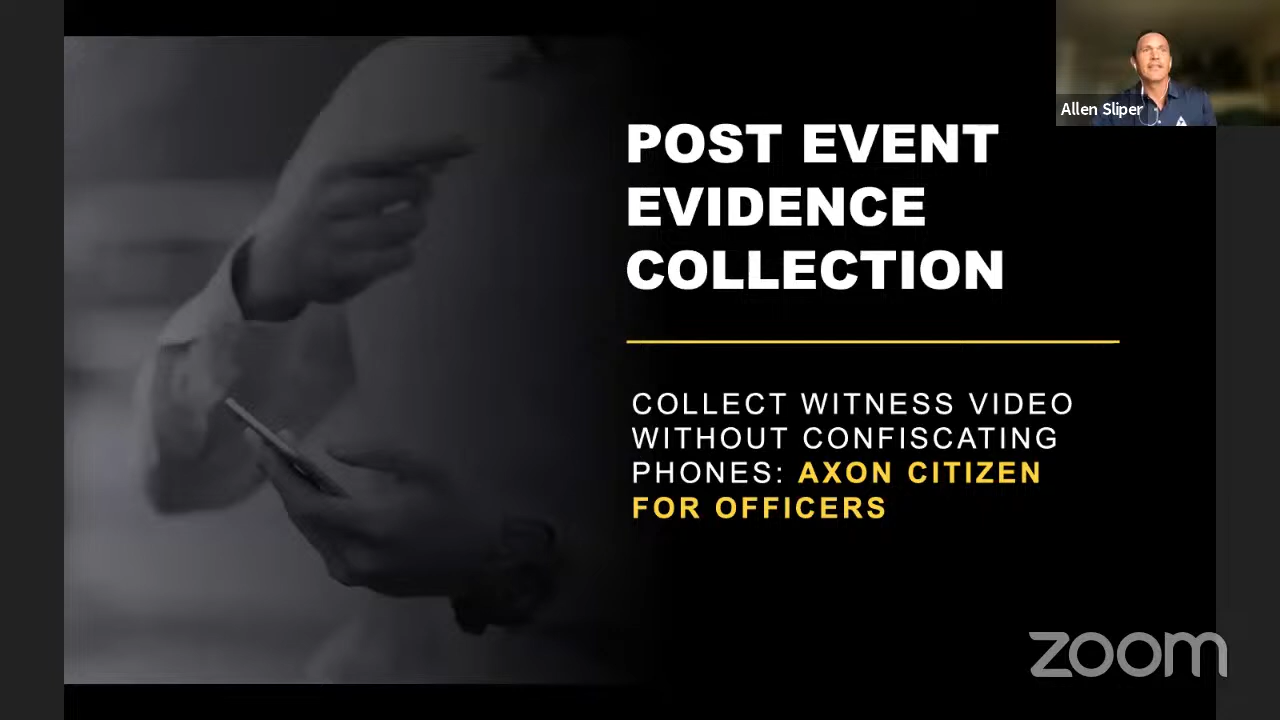 Allen Sliper
POST EVENT
EVIDENCE
COLLECTION
COLLECT WITNESS VIDEO
WITHOUT CONFISCATING
PHONES: AXON CITIZEN
FOR OFFICERS
zoom